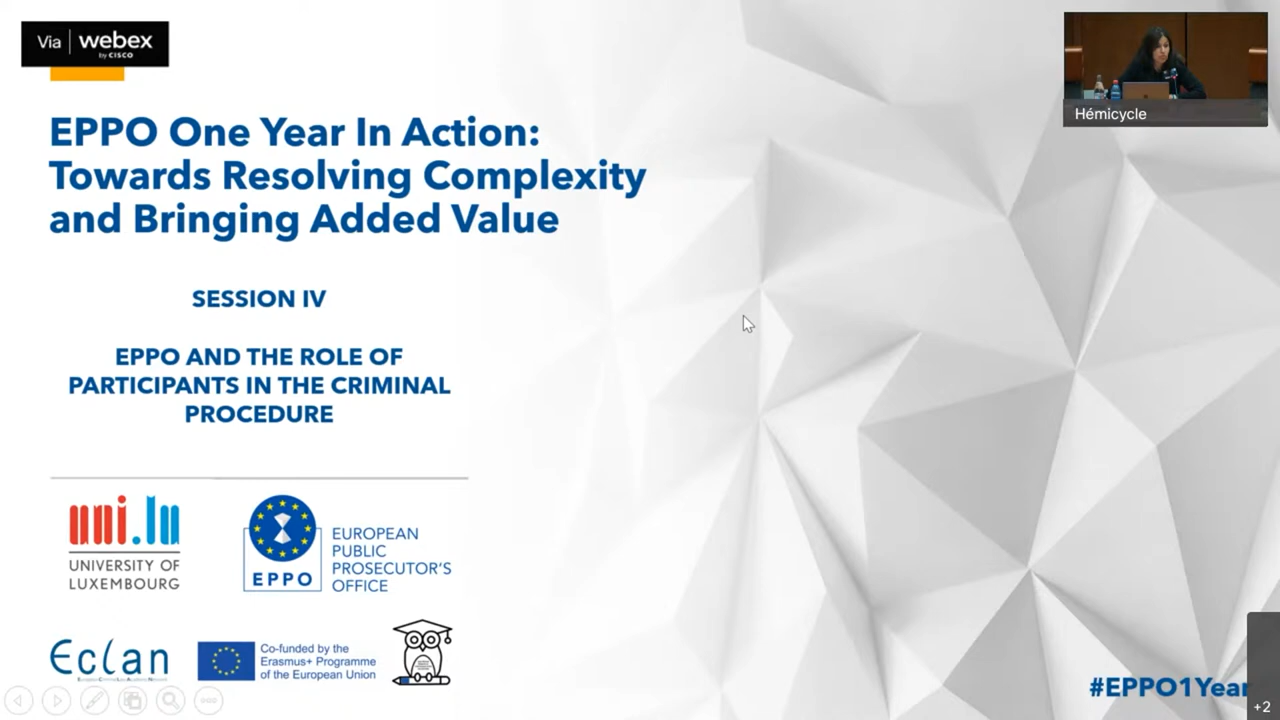 Via webex
by CISCO
Hémicycle
EPPO One Year In Action:
Towards Resolving Complexity
and Bringing Added Value
SESSION IV
EPPO AND THE ROLE OF
PARTICIPANTS IN THE CRIMINAL
PROCEDURE
uni.lu
UNIVERSITY OF
LUXEMBOURG
EPPO
EUROPEAN
PUBLIC
PROSECUTOR'S
OFFICE
Eclan
Co-funded by the
Erasmus+ Programme
of the European Union
#EPPO1Year
+2